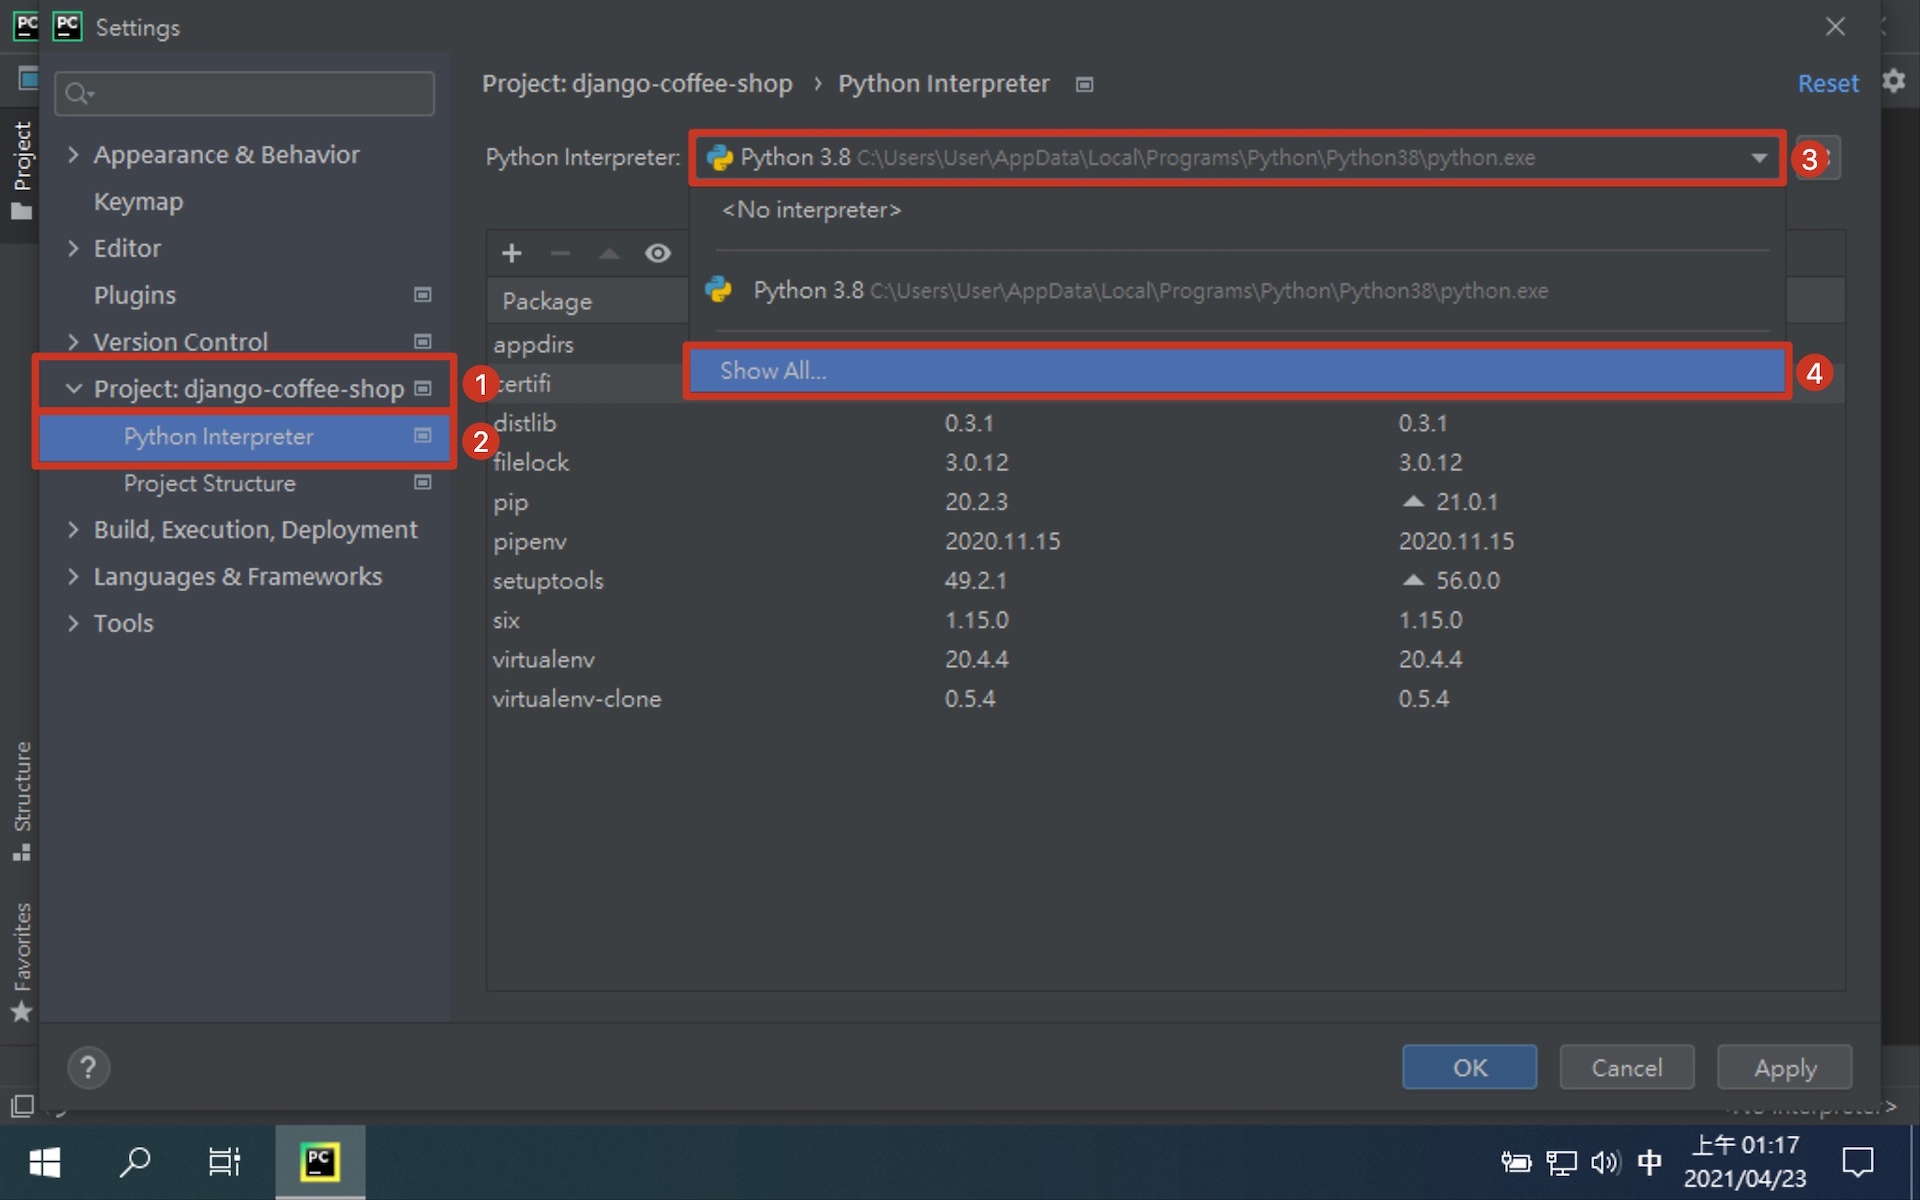 PC
PC Settings
Project: django-coffee-shop › Python Interpreter
Reset
Project
Appearance & Behavior
Keymap
Editor
Plugins
Version Control
Project: django-coffee-shop
1
Python Interpreter
2
Project Structure
Build, Execution, Deployment
Languages & Frameworks
Tools
Python Interpreter: Python 3.8 C:\Users\User\AppData\Local\Programs\Python\Python38\python.exe
3
<No interpreter>
Python 3.8 C:\Users\User\AppData\Local\Programs\Python\Python38\python.exe
Show All...
4
Package
appdirs
certifi
distlib 0.3.1 0.3.1
filelock 3.0.12 3.0.12
pip 20.2.3 21.0.1
pipenv 2020.11.15 2020.11.15
setuptools 49.2.1 56.0.0
six 1.15.0 1.15.0
virtualenv 20.4.4 20.4.4
virtualenv-clone 0.5.4 0.5.4
Structure
Favorites
?
OK Cancel Apply
<No interpreter>
PC
中
上午 01:17
2021/04/23